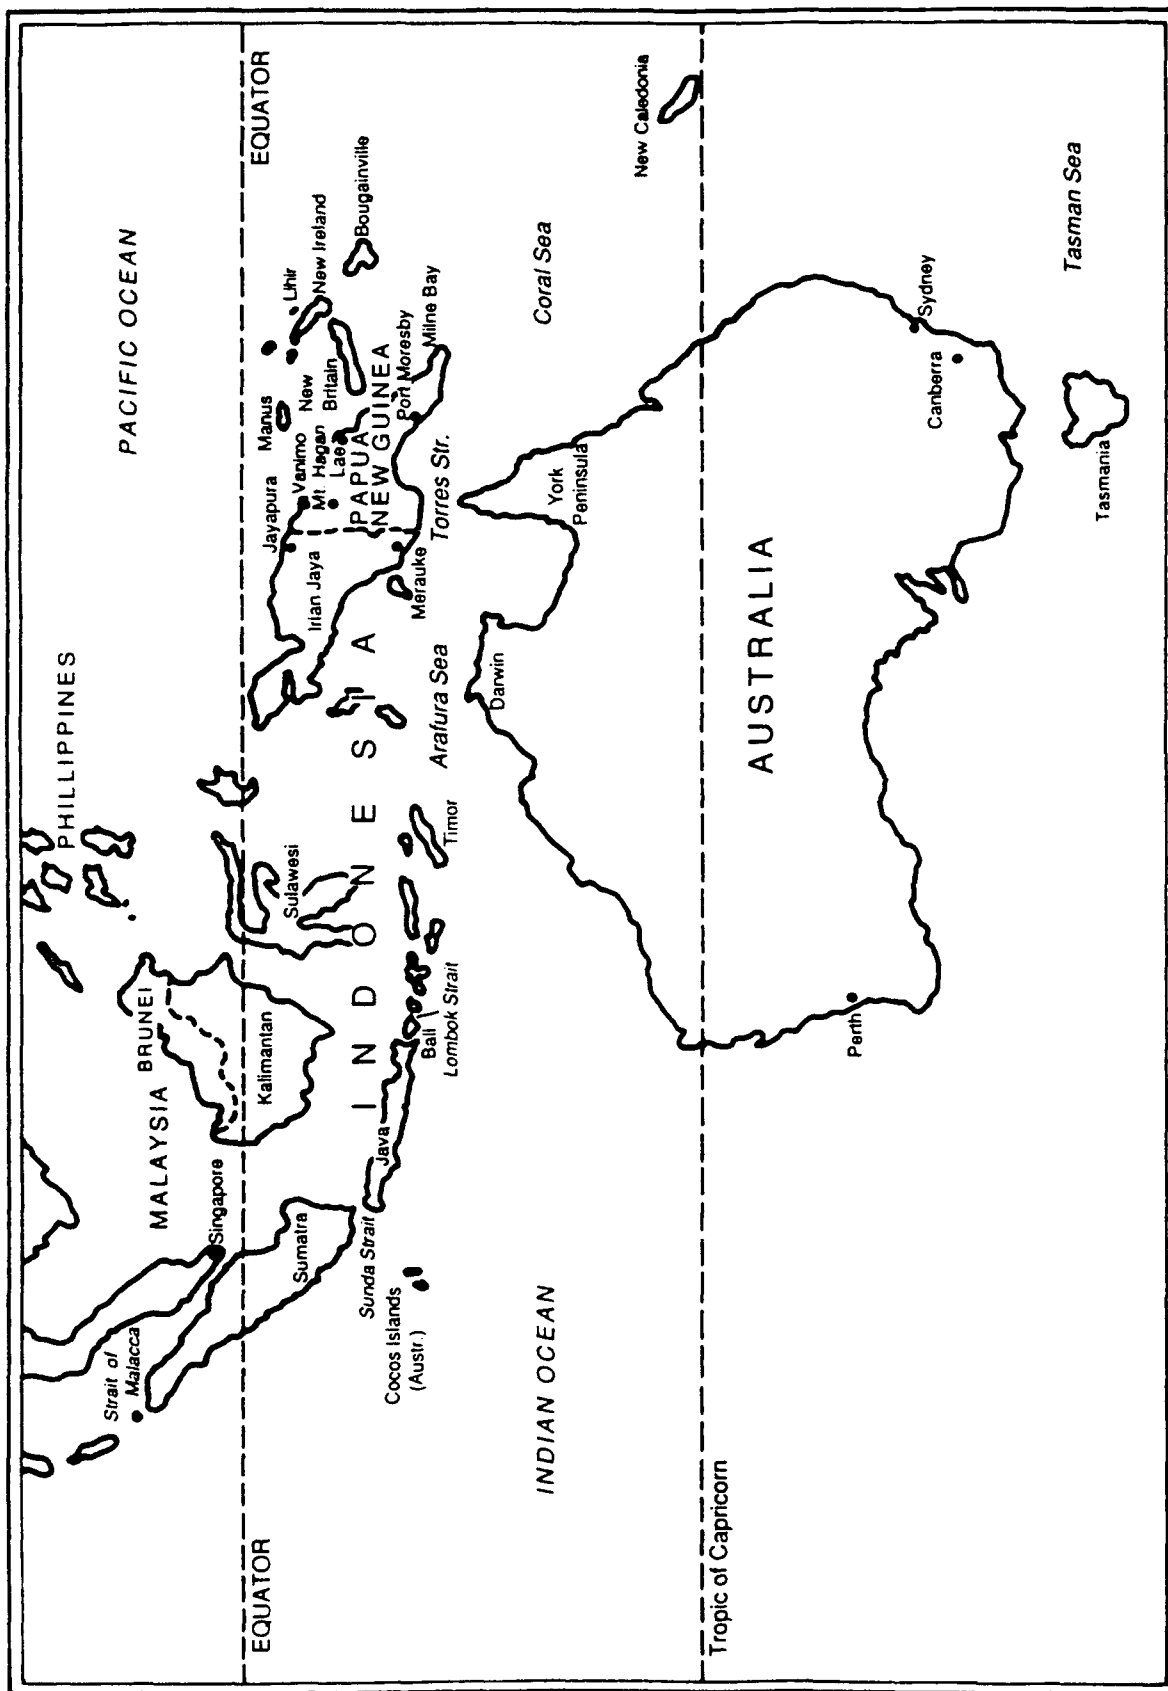 PHILLIPPINES
PACIFIC OCEAN
Strait of
Malacca
MALAYSIA
BRUNEI
Singapore
EQUATOR
EQUATOR
Kalimantan
Sulawesi
Sumatra
Jayapura
Vanimo
Mt. Hagan
Lae
Manus
New
Britain
Lihir
New Ireland
Bougainville
Irian Jaya
PAPUA
NEW GUINEA
Port Moresby
Milne Bay
INDONESIA
Java
Sunda Strait
Bali
Lombok Strait
Timor
Merauke
Cocos Islands
(Austr.)
Arafura Sea
Torres Str.
Coral Sea
INDIAN OCEAN
Darwin
York
Peninsula
New Caledonia
Tropic of Capricorn
AUSTRALIA
Perth
Sydney
Canberra
Tasmania
Tasman Sea